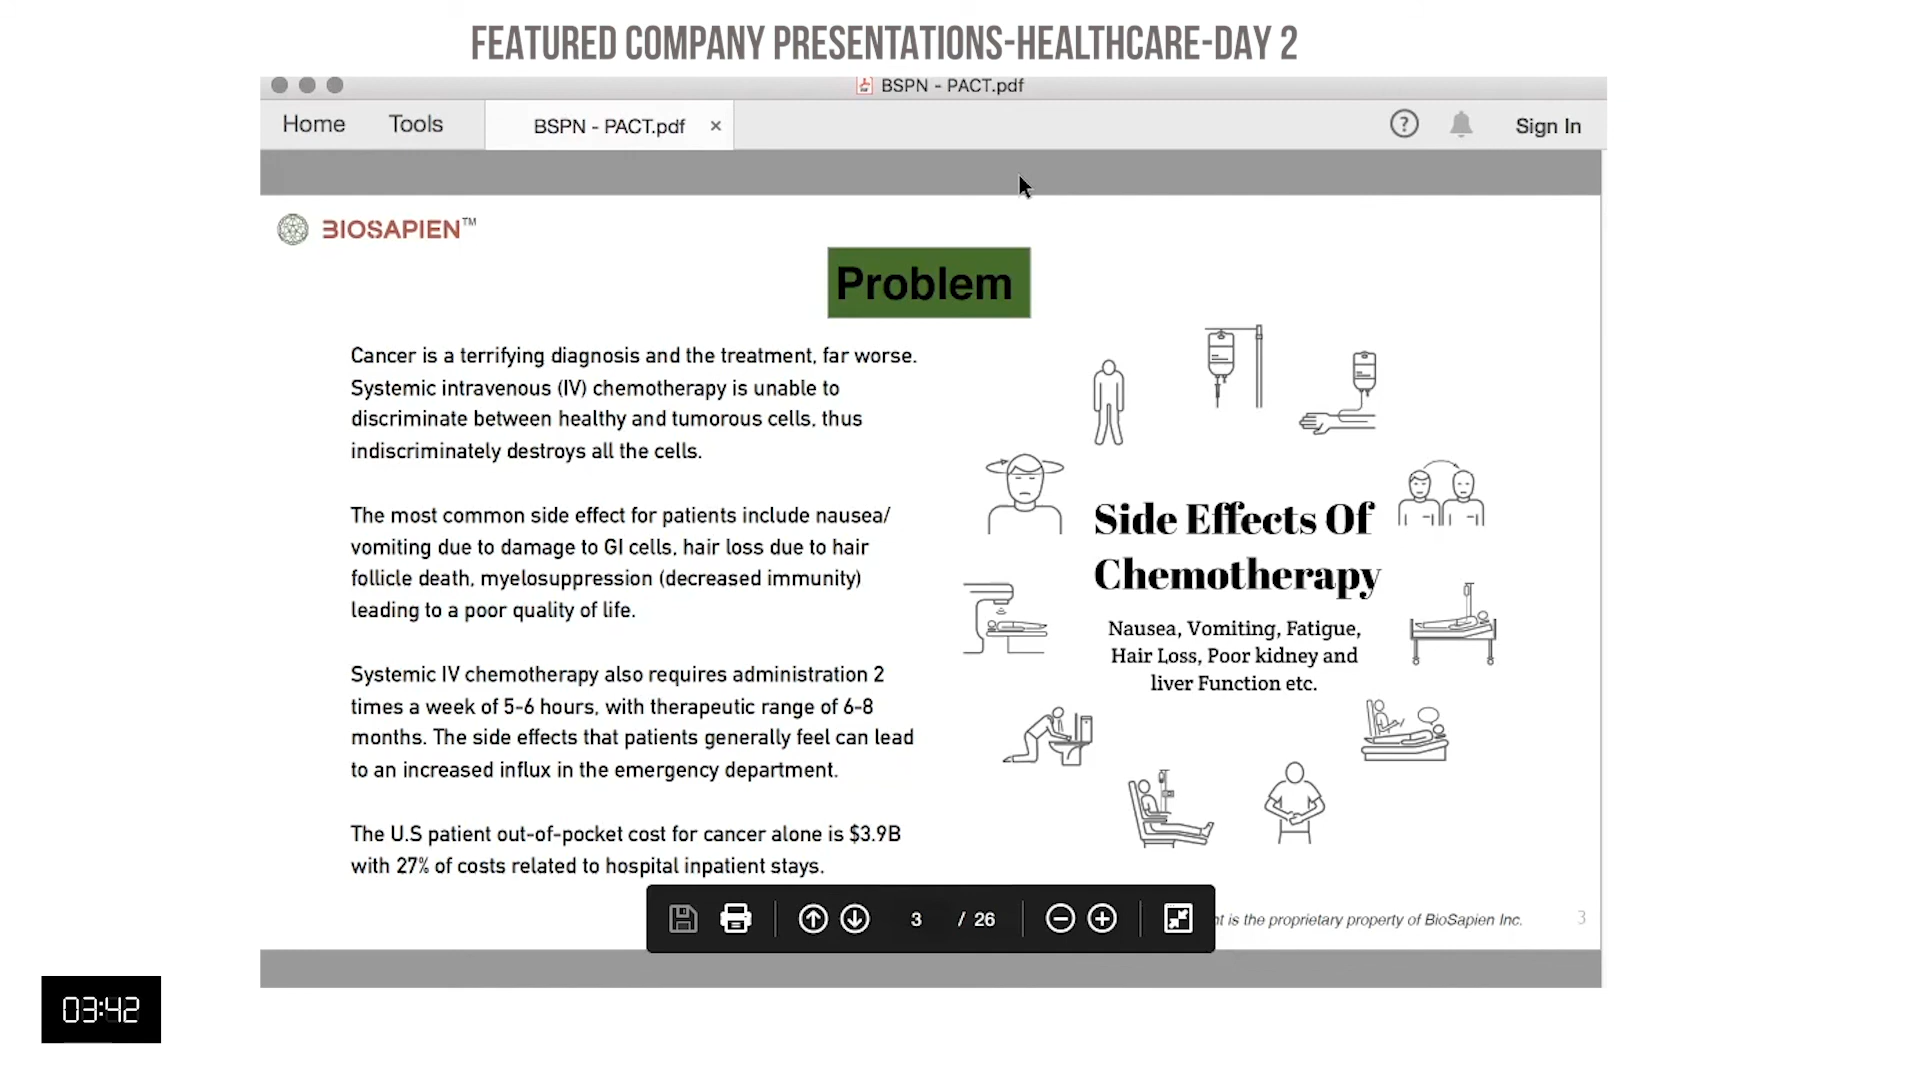 FEATURED COMPANY PRESENTATIONS-HEALTHCARE-DAY 2
BSPN - PACT.pdf
Home
Tools
BSPN - PACT.pdf
×
?
Sign In
BIOSAPIEN™
Problem
Cancer is a terrifying diagnosis and the treatment, far worse.
Systemic intravenous (IV) chemotherapy is unable to
discriminate between healthy and tumorous cells, thus
indiscriminately destroys all the cells.
The most common side effect for patients include nausea/
vomiting due to damage to GI cells, hair loss due to hair
follicle death, myelosuppression (decreased immunity)
leading to a poor quality of life.
Systemic IV chemotherapy also requires administration 2
times a week of 5-6 hours, with therapeutic range of 6-8
months. The side effects that patients generally feel can lead
to an increased influx in the emergency department.
The U.S patient out-of-pocket cost for cancer alone is $3.9B
with 27% of costs related to hospital inpatient stays.
Side Effects Of
Chemotherapy
Nausea, Vomiting, Fatigue,
Hair Loss, Poor kidney and
liver Function etc.
3 / 26
is the proprietary property of BioSapien Inc.
3
03:42